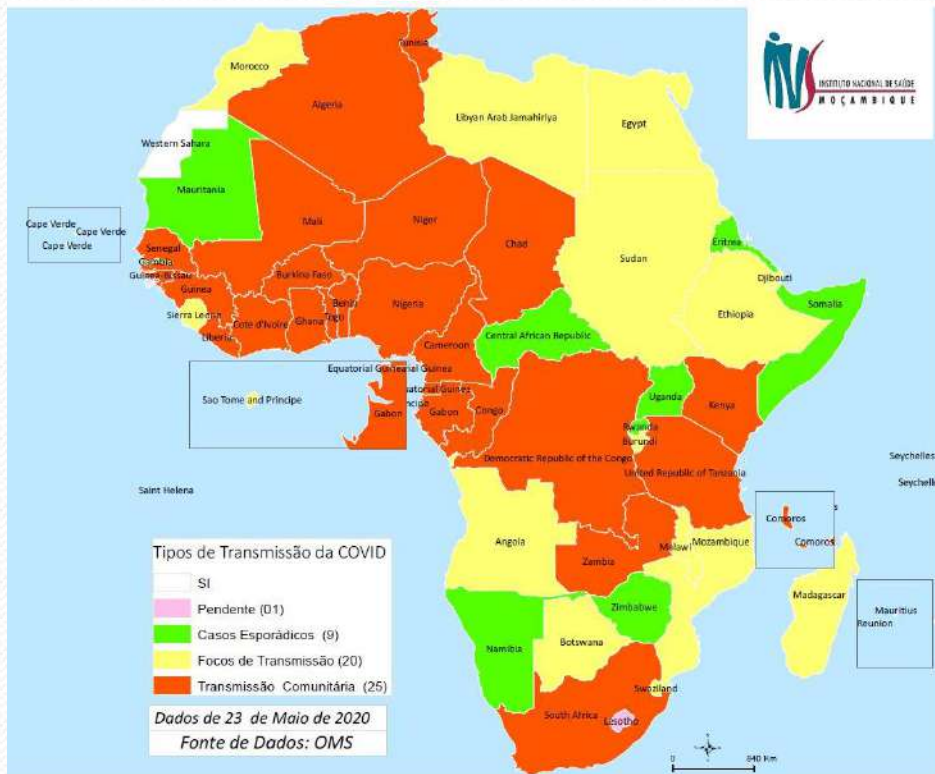 INSTITUTO NACIONAL DE SAÚDE
MOÇAMBIQUE
Tunisia
Morocco
Algeria
Libyan Arab Jamahiriya
Egypt
Western Sahara
Mauritania
Mali
Niger
Chad
Sudan
Eritrea
Cape Verde
Cape Verde
Cape Verde
Senegal
Gambia
Guinea-Bissau
Guinea
Burkina Faso
Djibouti
Somalia
Sierra Leone
Cote d'Ivoire
Ghana
Togo
Benin
Nigeria
Ethiopia
Liberia
Central African Republic
Cameroon
Equatorial Guinea
Sao Tome and Principe
Gabon
Gabon
Congo
Uganda
Kenya
Rwanda
Burundi
Democratic Republic of the Congo
United Republic of Tanzania
Seychelles
Saint Helena
Comoros
Comoros
Angola
Zambia
Malawi
Mozambique
Madagascar
Mauritius
Reunion
Zimbabwe
Namibia
Botswana
Swaziland
South Africa
Lesotho
Tipos de Transmissão da COVID
SI
Pendente (01)
Casos Esporádicos (9)
Focos de Transmissão (20)
Transmissão Comunitária (25)
Dados de 23 de Maio de 2020
Fonte de Dados: OMS
0 840 Km